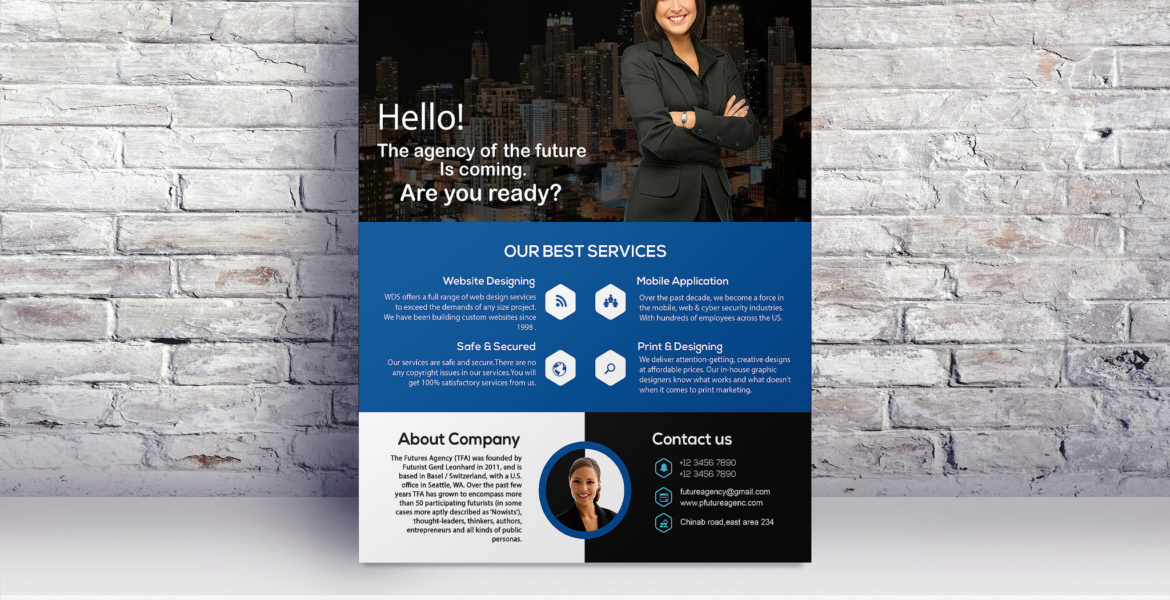 Hello!
The agency of the future
Is coming.
Are you ready?
OUR BEST SERVICES
Website Designing
WDS offers a full range of web design services
to exceed the demands of any size project.
We have been building custom websites since
1998 .
Mobile Application
Over the past decade, we become a force in
the mobile, web & cyber security industries.
With hundreds of employees across the US.
Safe & Secured
Our services are safe and secure.There are no
any copyright issues in our services.You will
get 100% satisfactory services from us.
Print & Designing
We deliver attention-getting, creative designs
at affordable prices. Our in-house graphic
designers know what works and what doesn't
when it comes to print marketing.
About Company
The Futures Agency (TFA) was founded by
Futurist Gerd Leonhard in 2011, and is
based in Basel / Switzerland, with a U.S.
office in Seattle, WA. Over the past few
years TFA has grown to encompass more
than 50 participating futurists (in some
cases more aptly described as 'Nowists'),
thought-leaders, thinkers, authors,
entrepreneurs and all kinds of public
personas.
Contact us
+12 3456 7890
+12 3456 7890
futureagency@gmail.com
www.pfutureagenc.com
Chinab road,east area 234